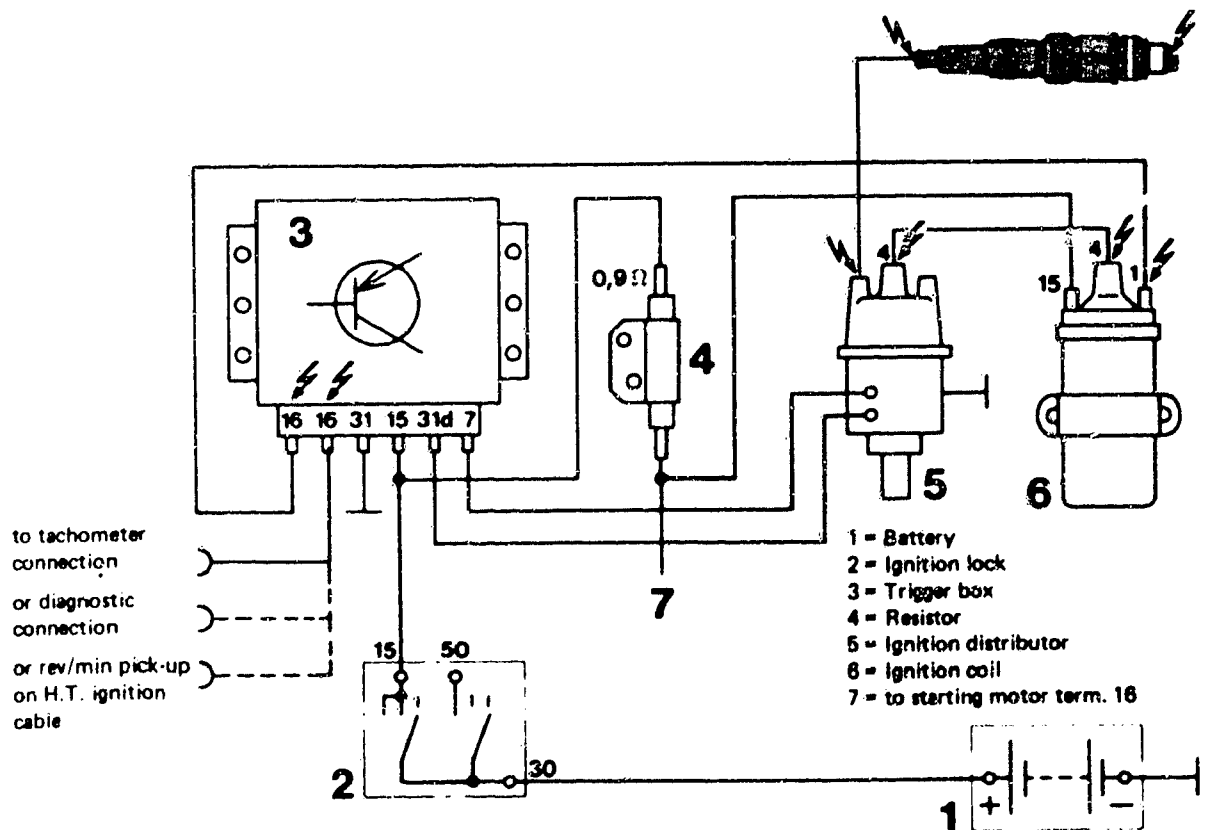 3
16 16 31 15 31d 7
0,9 Ω
4
4
5
15
4
1
6
7
to tachometer
connection
or diagnostic
connection
or rev/min pick-up
on H.T. ignition
cable
1 = Battery
2 = Ignition lock
3 = Trigger box
4 = Resistor
5 = Ignition distributor
6 = Ignition coil
7 = to starting motor term. 16
15
50
2
30
1
+
−